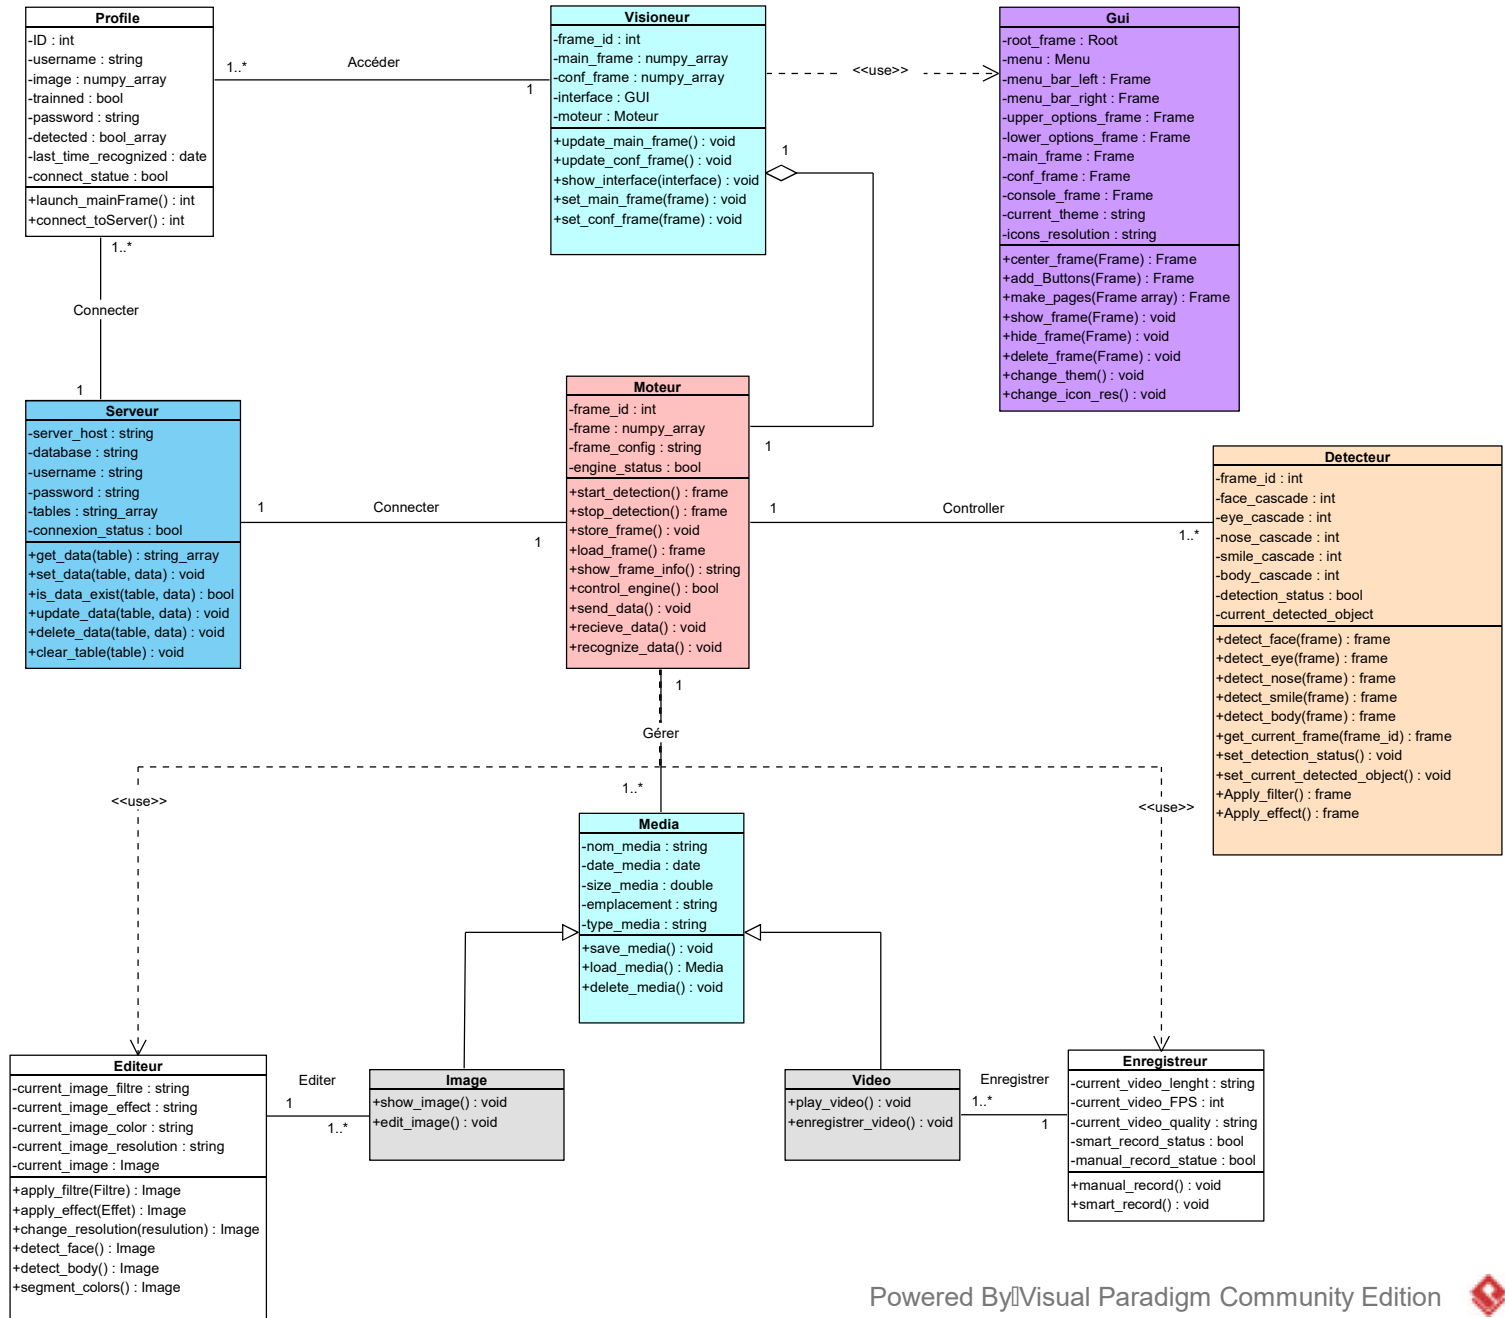 Profile
-ID : int
-username : string
-image : numpy_array
-trainned : bool
-password : string
-detected : bool_array
-last_time_recognized : date
-connect_statue : bool
+launch_mainFrame() : int
+connect_toServer() : int
1..*
Accéder
1
Visioneur
-frame_id : int
-main_frame : numpy_array
-conf_frame : numpy_array
-interface : GUI
-moteur : Moteur
+update_main_frame() : void
+update_conf_frame() : void
+show_interface(interface) : void
+set_main_frame(frame) : void
+set_conf_frame(frame) : void
<<use>>
1
Gui
-root_frame : Root
-menu : Menu
-menu_bar_left : Frame
-menu_bar_right : Frame
-upper_options_frame : Frame
-lower_options_frame : Frame
-main_frame : Frame
-conf_frame : Frame
-console_frame : Frame
-current_theme : string
-icons_resolution : string
+center_frame(Frame) : Frame
+add_Buttons(Frame) : Frame
+make_pages(Frame array) : Frame
+show_frame(Frame) : void
+hide_frame(Frame) : void
+delete_frame(Frame) : void
+change_them() : void
+change_icon_res() : void
1..*
Connecter
1
Serveur
-server_host : string
-database : string
-username : string
-password : string
-tables : string_array
-connexion_status : bool
+get_data(table) : string_array
+set_data(table, data) : void
+is_data_exist(table, data) : bool
+update_data(table, data) : void
+delete_data(table, data) : void
+clear_table(table) : void
1
Connecter
1
Moteur
-frame_id : int
-frame : numpy_array
-frame_config : string
-engine_status : bool
+start_detection() : frame
+stop_detection() : frame
+store_frame() : void
+load_frame() : frame
+show_frame_info() : string
+control_engine() : bool
+send_data() : void
+recieve_data() : void
+recognize_data() : void
1
1
Controller
1..*
Detecteur
-frame_id : int
-face_cascade : int
-eye_cascade : int
-nose_cascade : int
-smile_cascade : int
-body_cascade : int
-detection_status : bool
-current_detected_object
+detect_face(frame) : frame
+detect_eye(frame) : frame
+detect_nose(frame) : frame
+detect_smile(frame) : frame
+detect_body(frame) : frame
+get_current_frame(frame_id) : frame
+set_detection_status() : void
+set_current_detected_object() : void
+Apply_filter() : frame
+Apply_effect() : frame
1
Gérer
1..*
<<use>>
<<use>>
Media
-nom_media : string
-date_media : date
-size_media : double
-emplacement : string
-type_media : string
+save_media() : void
+load_media() : Media
+delete_media() : void
Editeur
-current_image_filtre : string
-current_image_effect : string
-current_image_color : string
-current_image_resolution : string
-current_image : Image
+apply_filtre(Filtre) : Image
+apply_effect(Effet) : Image
+change_resolution(resulution) : Image
+detect_face() : Image
+detect_body() : Image
+segment_colors() : Image
Editer
1
1..*
Image
+show_image() : void
+edit_image() : void
Video
+play_video() : void
+enregistrer_video() : void
Enregistrer
1..*
1
Enregistreur
-current_video_lenght : string
-current_video_FPS : int
-current_video_quality : string
-smart_record_status : bool
-manual_record_statue : bool
+manual_record() : void
+smart_record() : void
Powered By Visual Paradigm Community Edition